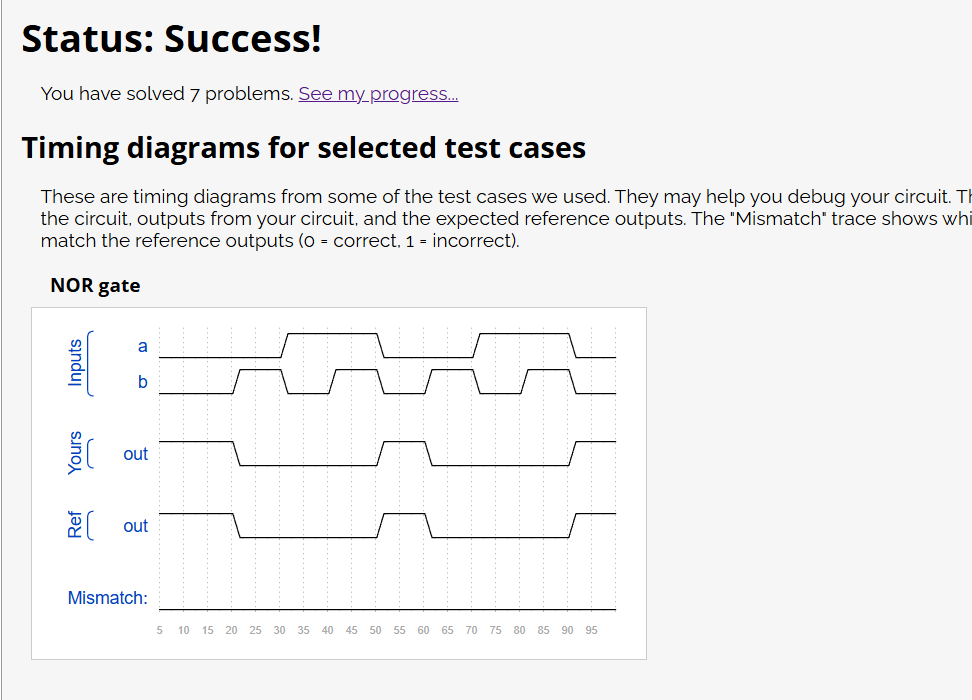 Status: Success!
You have solved 7 problems. See my progress...
Timing diagrams for selected test cases
These are timing diagrams from some of the test cases we used. They may help you debug your circuit.
the circuit, outputs from your circuit, and the expected reference outputs. The "Mismatch" trace shows
match the reference outputs (0 = correct, 1 = incorrect).
NOR gate
Inputs
a
b
Yours
out
Ref
out
Mismatch:
5 10 15 20 25 30 35 40 45 50 55 60 65 70 75 80 85 90 95